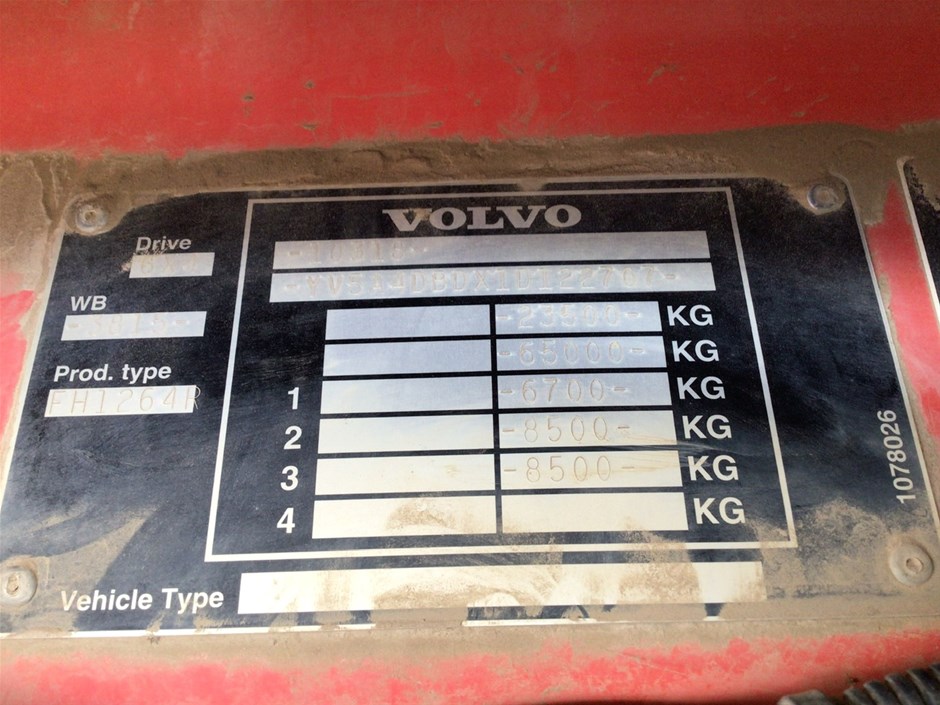 VOLVO
Drive
WB
-23500- KG
-65000- KG
Prod. type
FH1264R
1 -6700- KG
2 -8500- KG
3 -8500- KG
4 KG
1078026
Vehicle Type